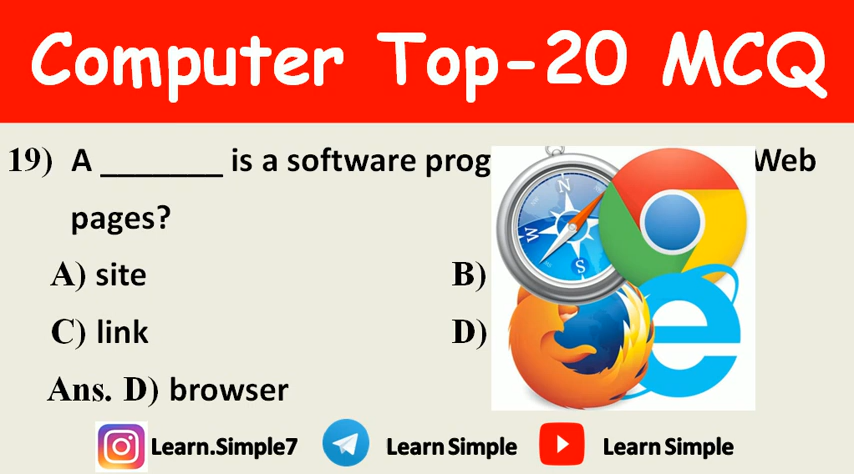 Computer Top-20 MCQ
19) A _______ is a software prog Web
pages?
A) site B)
C) link D)
Ans. D) browser
Learn.Simple7 Learn Simple Learn Simple